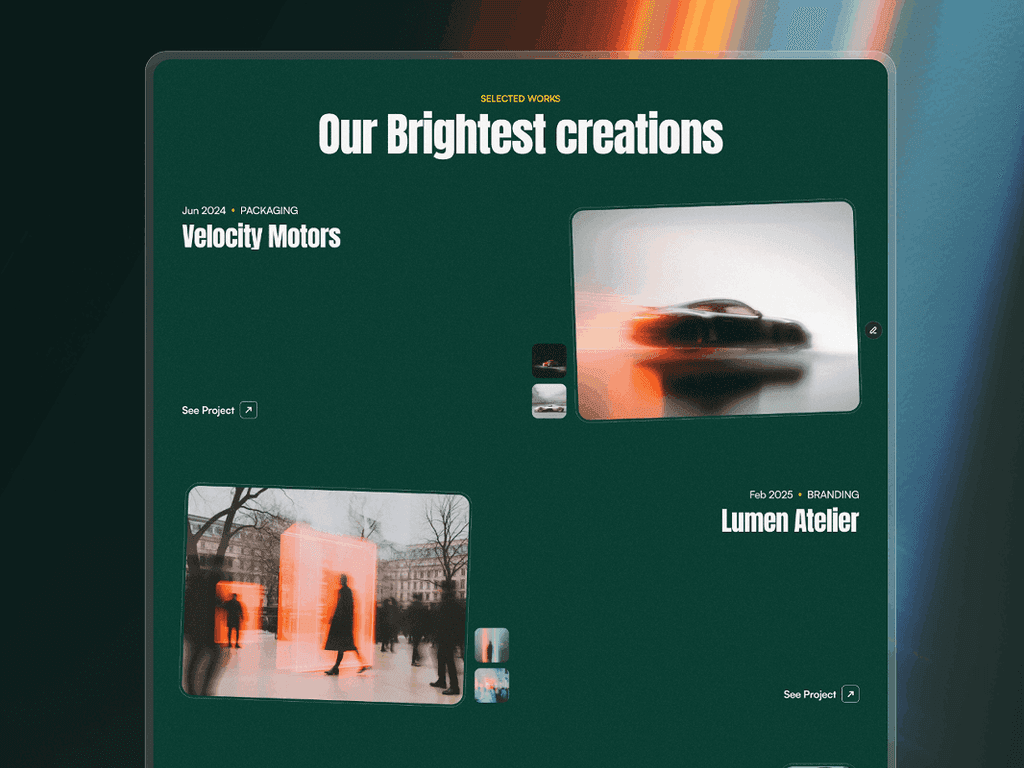 SELECTED WORKS
Our Brightest creations
Jun 2024 • PACKAGING
Velocity Motors
See Project
Feb 2025 • BRANDING
Lumen Atelier
See Project